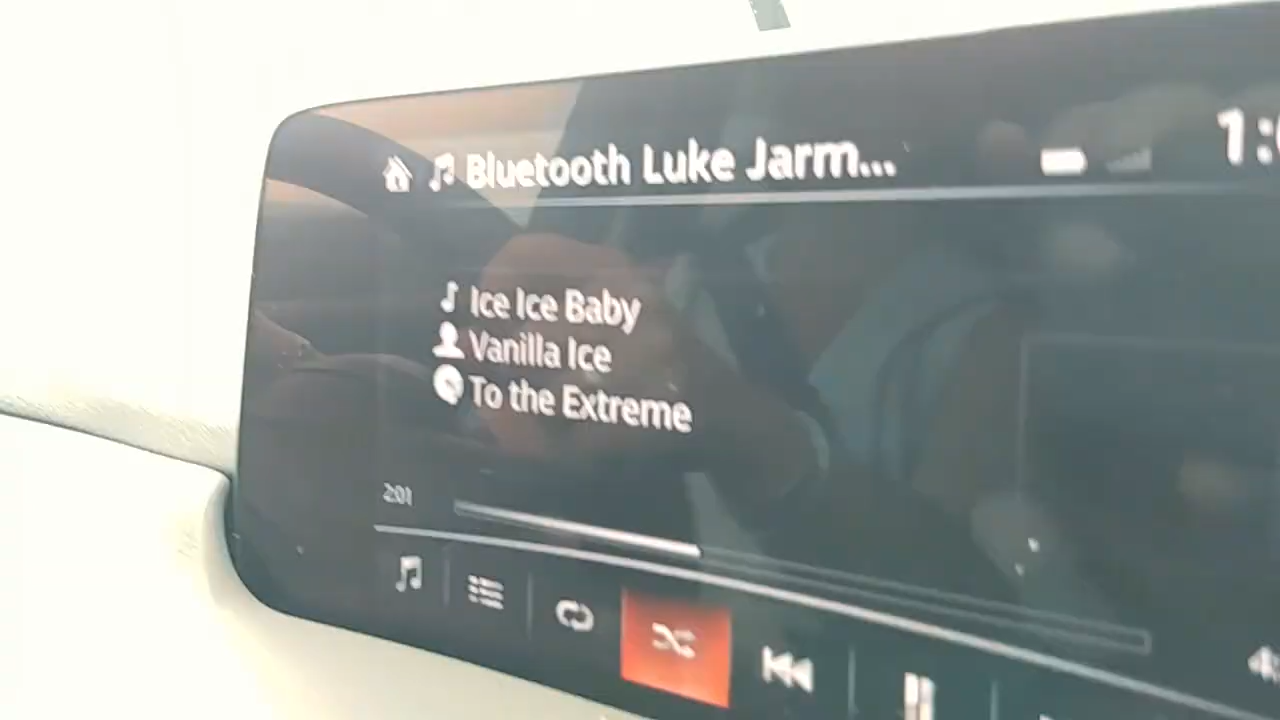 Bluetooth Luke Jarm...
Ice Ice Baby
Vanilla Ice
To the Extreme
2:01